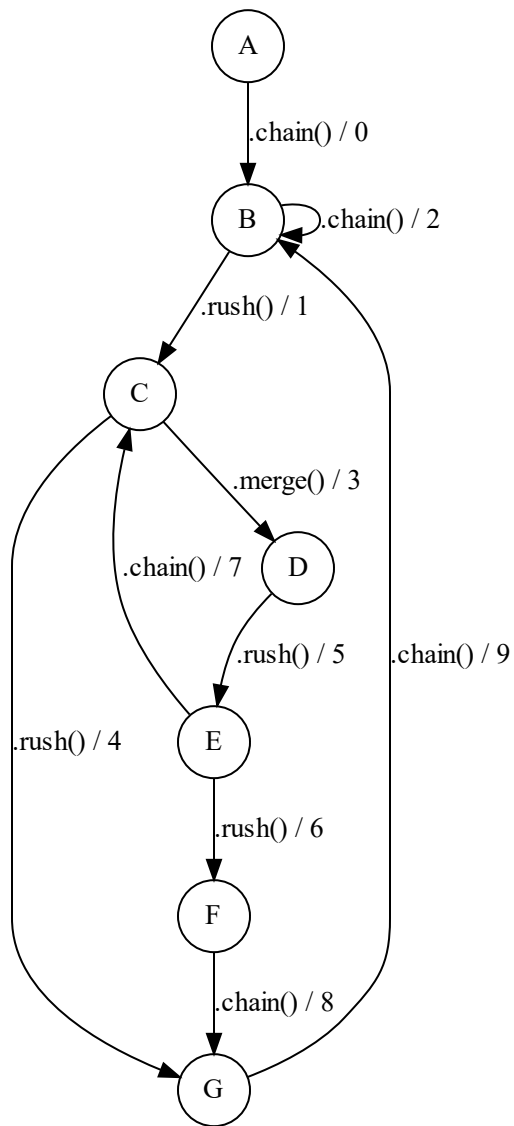 A
.chain() / 0
B
.chain() / 2
.rush() / 1
C
.merge() / 3
.chain() / 7
D
.rush() / 5
.chain() / 9
.rush() / 4
E
.rush() / 6
F
.chain() / 8
G